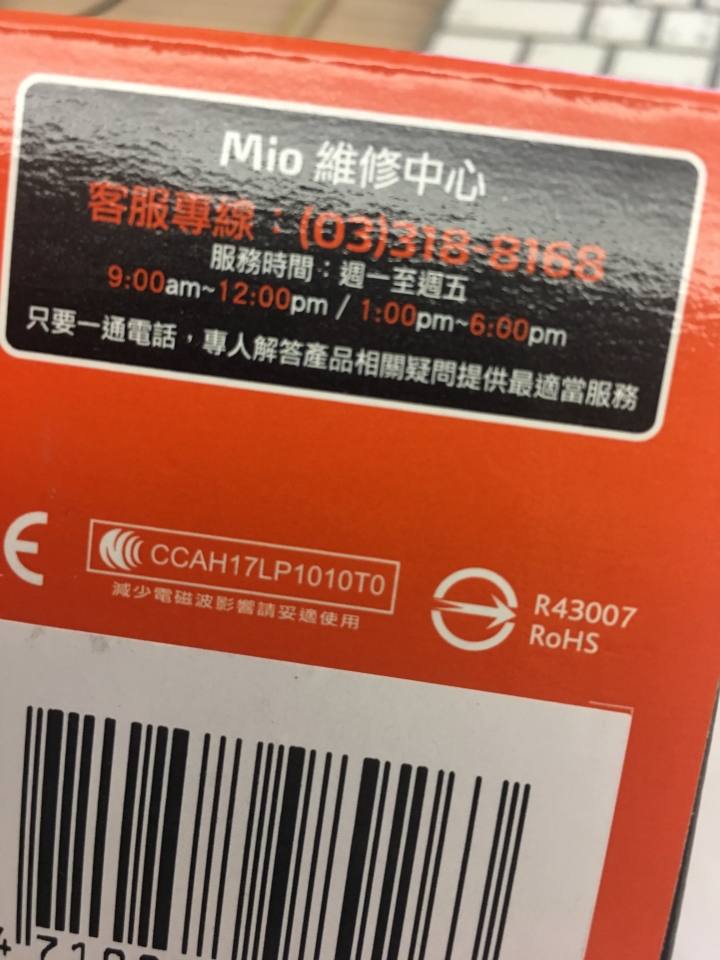 Mio 維修中心
客服專線：(03)318-8168
服務時間：週一至週五
9:00am~12:00pm / 1:00pm~6:00pm
只要一通電話，專人解答產品相關疑問提供最適當服務
CE
CCAH17LP1010T0
減少電磁波影響請妥適使用
R43007
RoHS